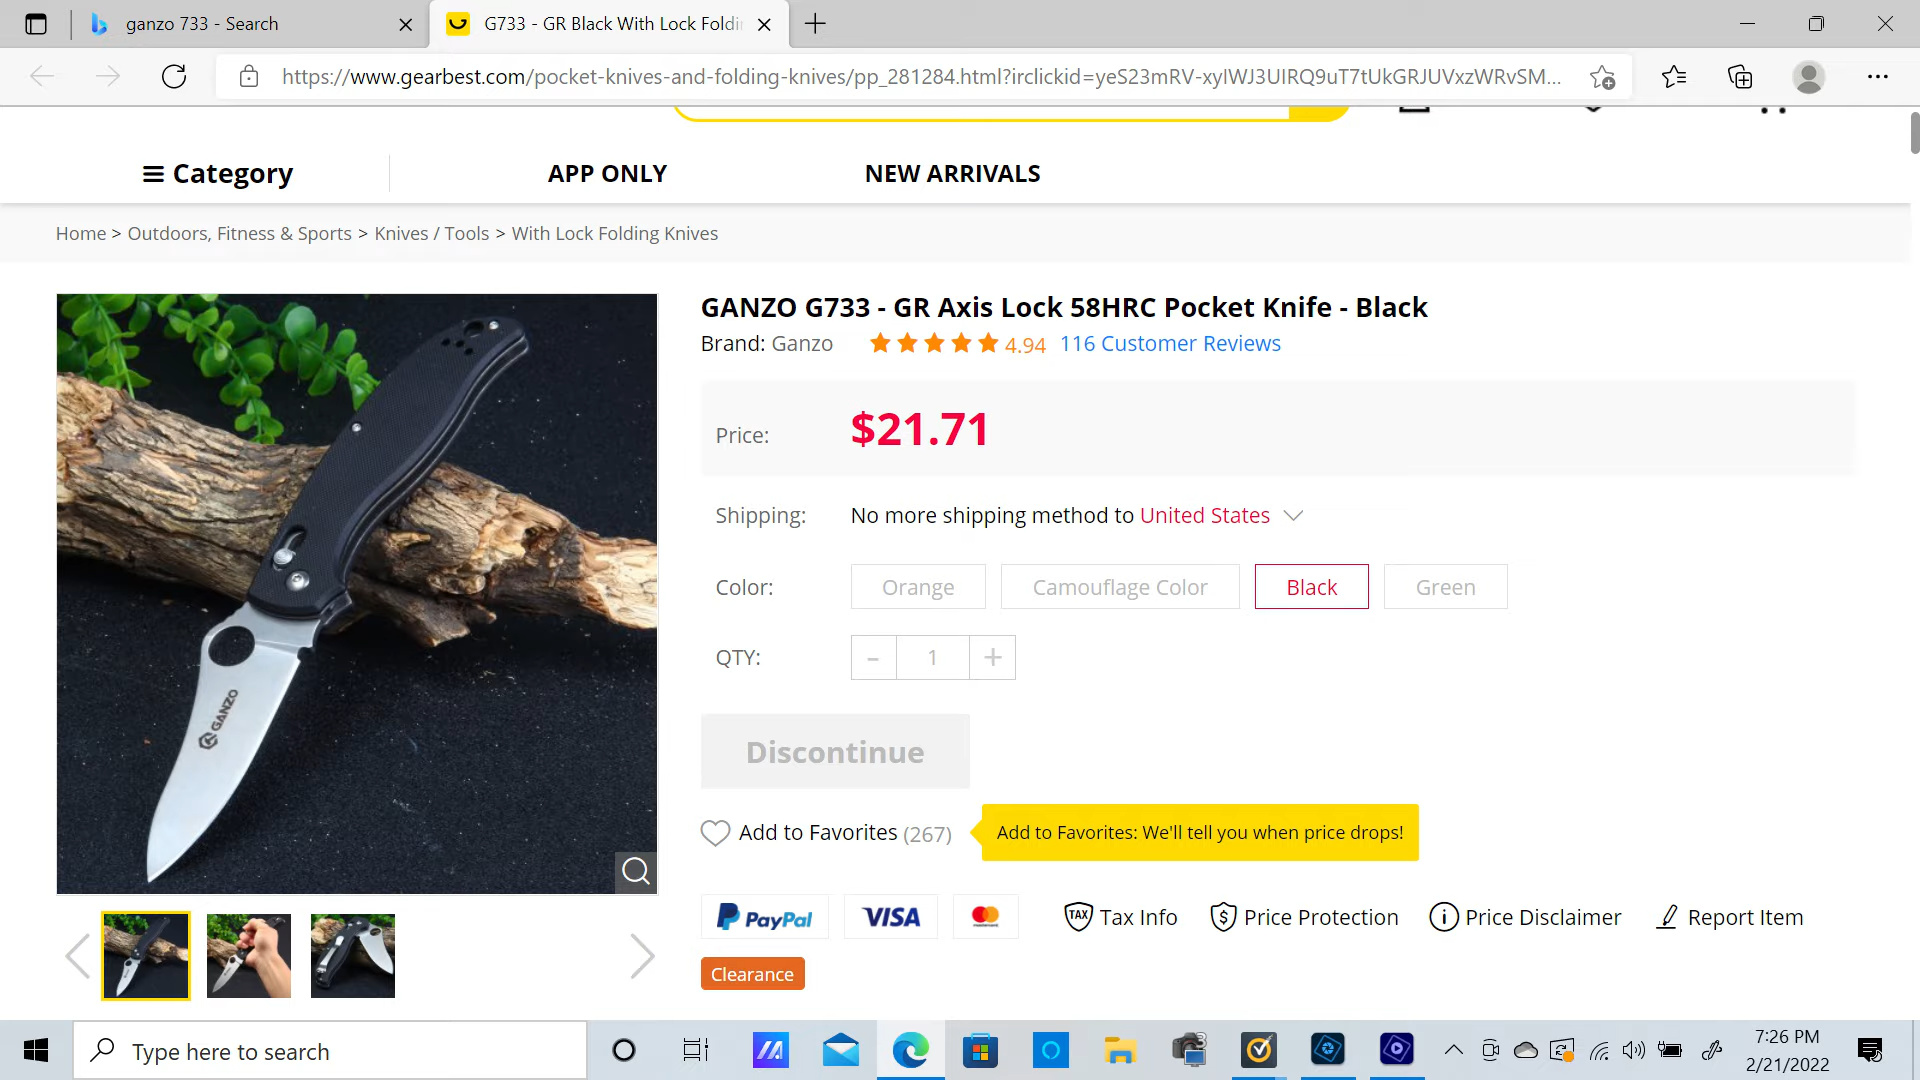 ganzo 733 - Search
G733 - GR Black With Lock Foldi
https://www.gearbest.com/pocket-knives-and-folding-knives/pp_281284.html?irclickid=yeS23mRV-xyIWJ3UIRQ9uT7tUkGRJUVxzWRvSM...
Category
APP ONLY
NEW ARRIVALS
Home > Outdoors, Fitness & Sports > Knives / Tools > With Lock Folding Knives
GANZO G733 - GR Axis Lock 58HRC Pocket Knife - Black
Brand: Ganzo 4.94 116 Customer Reviews
Price: $21.71
Shipping: No more shipping method to United States
Color: Orange Camouflage Color Black Green
QTY: - 1 +
GANZO
Discontinue
Add to Favorites (267) Add to Favorites: We'll tell you when price drops!
PayPal VISA TAX Tax Info $ Price Protection i Price Disclaimer Report Item
Clearance
Type here to search
3
7:26 PM
2/21/2022